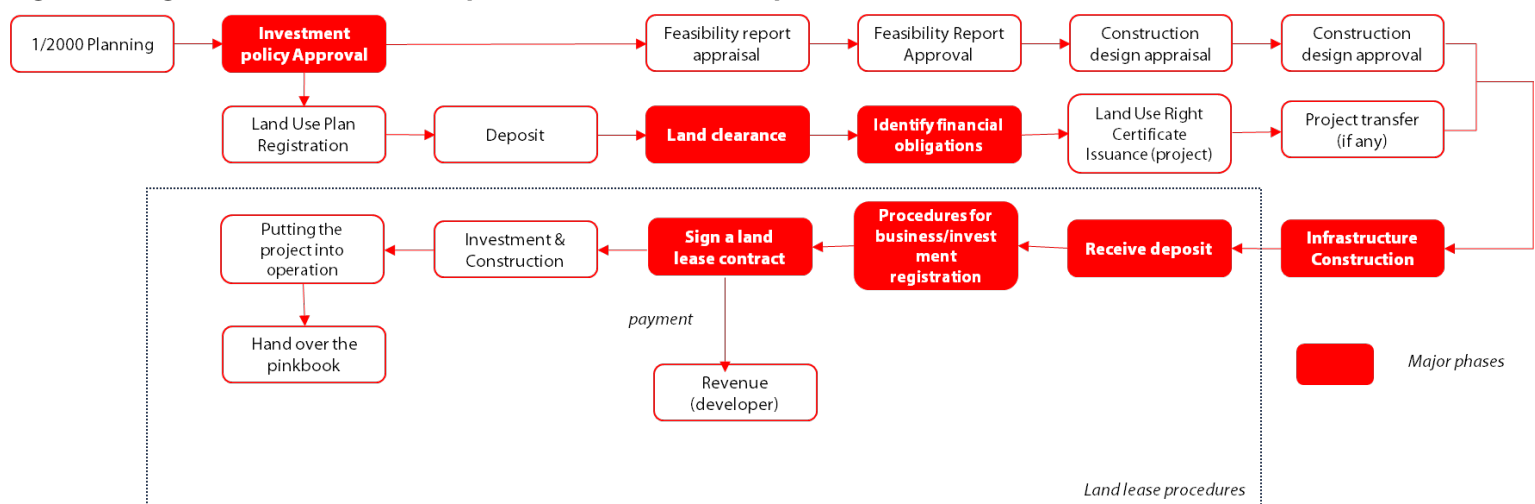 1/2000 Planning
Investment
policy Approval
Feasibility report
appraisal
Feasibility Report
Approval
Construction
design appraisal
Construction
design approval
Land Use Plan
Registration
Deposit
Land clearance
Identify financial
obligations
Land Use Right
Certificate
Issuance (project)
Project transfer
(if any)
Putting the
project into
operation
Investment &
Construction
Sign a land
lease contract
Procedures for
business/invest
ment
registration
Receive deposit
Infrastructure
Construction
payment
Hand over the
pinkbook
Revenue
(developer)
Major phases
Land lease procedures